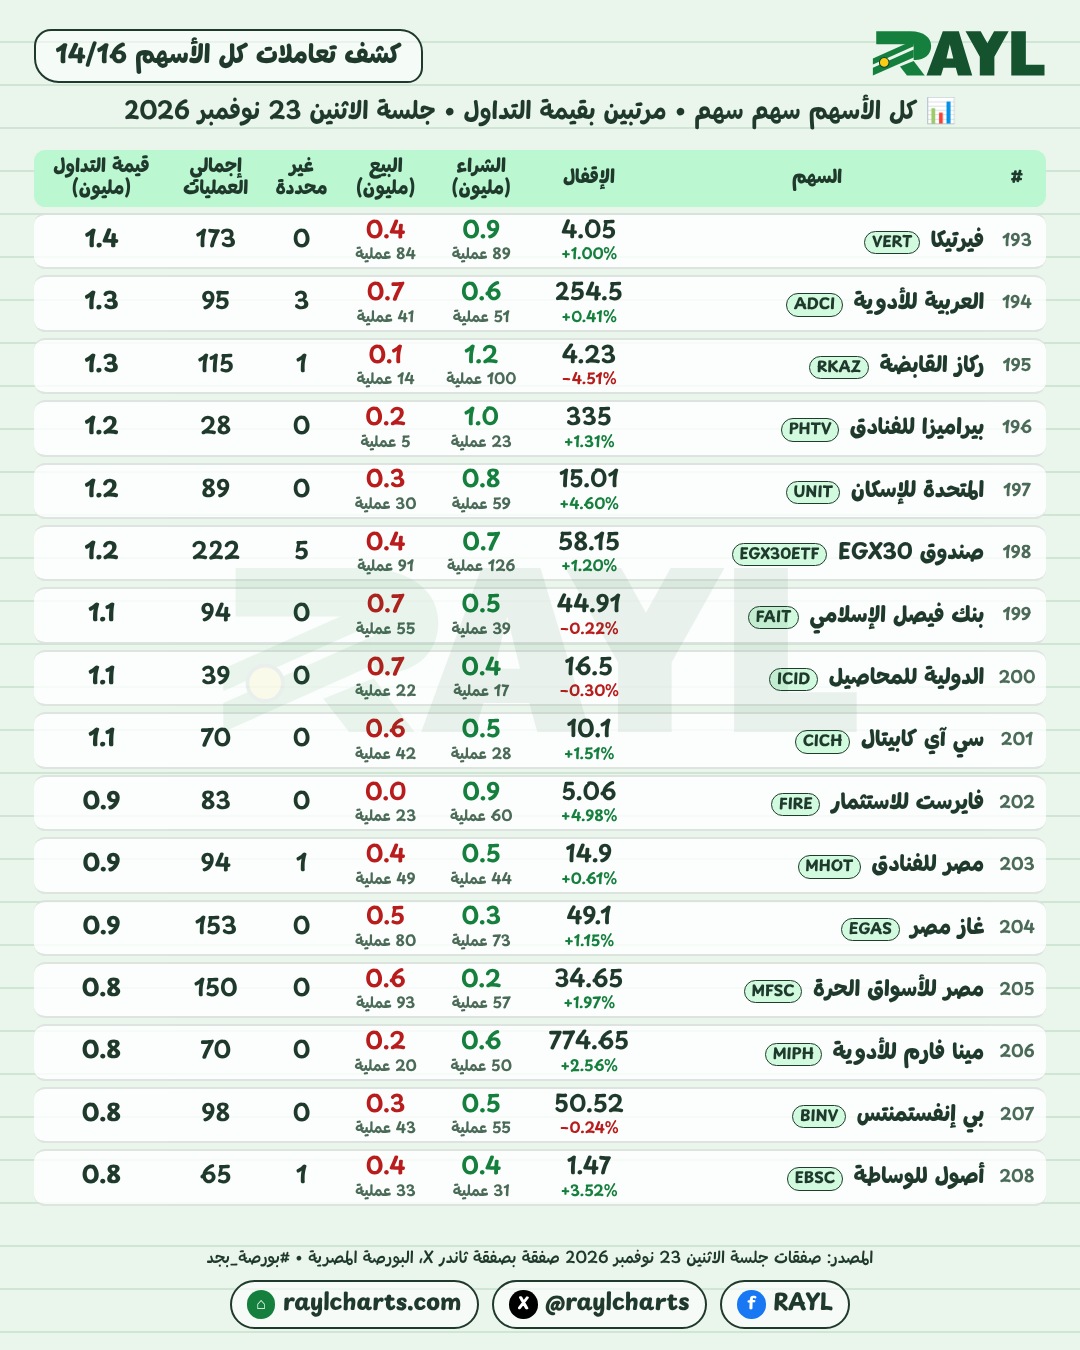 RAYL
كشف تعاملات كل الأسهم 14/16
📊 كل الأسهم سهم سهم • مرتبين بقيمة التداول • جلسة الاثنين 23 نوفمبر 2026
# السهم الإقفال الشراء (مليون) البيع (مليون) غير محددة إجمالي العمليات قيمة التداول (مليون)
193 فيرتيكا VERT 4.05 0.9 0.4 0 173 1.4
+1.00% 89 عملية 84 عملية
194 العربية للأدوية ADCI 254.5 0.6 0.7 3 95 1.3
+0.41% 51 عملية 41 عملية
195 ركاز القابضة RKAZ 4.23 1.2 0.1 1 115 1.3
−4.51% 100 عملية 14 عملية
196 بيراميزا للفنادق PHTV 335 1.0 0.2 0 28 1.2
+1.31% 23 عملية 5 عملية
197 المتحدة للإسكان UNIT 15.01 0.8 0.3 0 89 1.2
+4.60% 59 عملية 30 عملية
198 صندوق EGX30 EGX30ETF 58.15 0.7 0.4 5 222 1.2
+1.20% 126 عملية 91 عملية
199 بنك فيصل الإسلامي FAIT 44.91 0.5 0.7 0 94 1.1
−0.22% 39 عملية 55 عملية
200 الدولية للمحاصيل ICID 16.5 0.4 0.7 0 39 1.1
−0.30% 17 عملية 22 عملية
201 سي آي كابيتال CICH 10.1 0.5 0.6 0 70 1.1
+1.51% 28 عملية 42 عملية
202 فايرست للاستثمار FIRE 5.06 0.9 0.0 0 83 0.9
+4.98% 60 عملية 23 عملية
203 مصر للفنادق MHOT 14.9 0.5 0.4 1 94 0.9
+0.61% 44 عملية 49 عملية
204 غاز مصر EGAS 49.1 0.3 0.5 0 153 0.9
+1.15% 73 عملية 80 عملية
205 مصر للأسواق الحرة MFSC 34.65 0.2 0.6 0 150 0.8
+1.97% 57 عملية 93 عملية
206 مينا فارم للأدوية MIPH 774.65 0.6 0.2 0 70 0.8
+2.56% 50 عملية 20 عملية
207 بي إنفستمنتس BINV 50.52 0.5 0.3 0 98 0.8
−0.24% 55 عملية 43 عملية
208 أصول للوساطة EBSC 1.47 0.4 0.4 1 65 0.8
+3.52% 31 عملية 33 عملية
RAYL
المصدر: صفقات جلسة الاثنين 23 نوفمبر 2026 صفقة بصفقة ثاندر X، البورصة المصرية • #بورصة_بجد
raylcharts.com @raylcharts RAYL